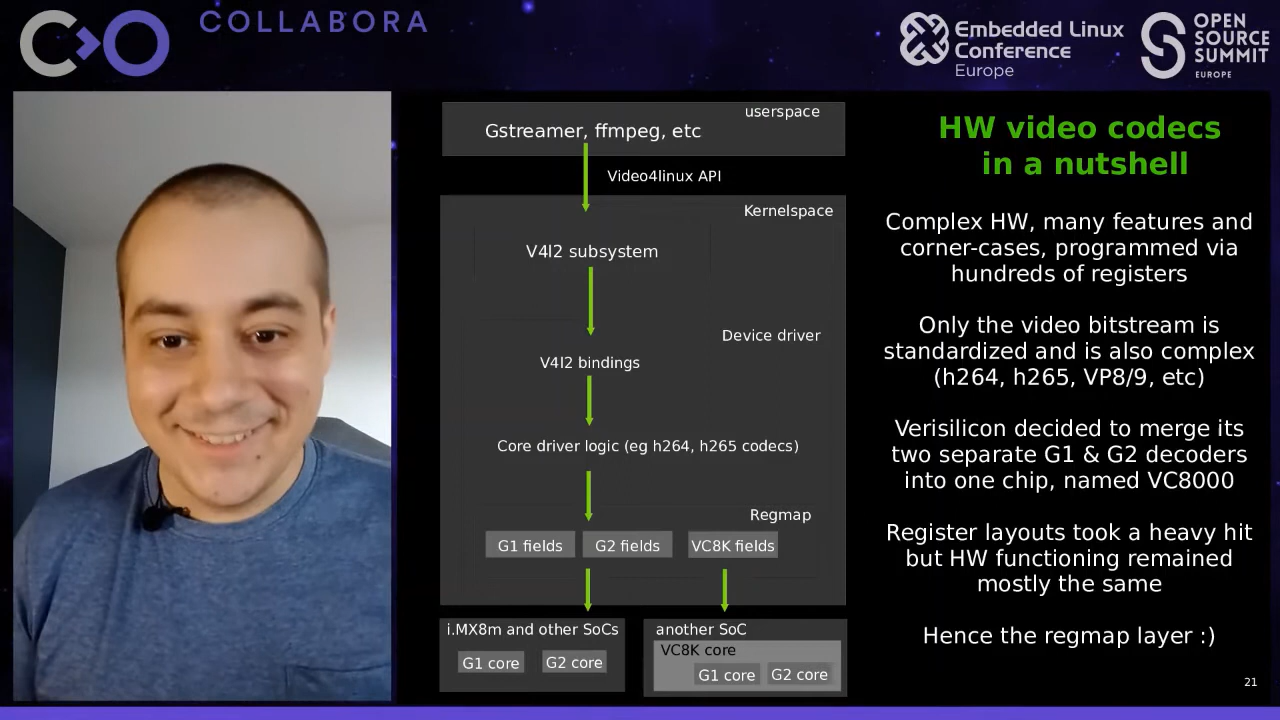 COLLABORA
Embedded Linux
Conference
Europe
OPEN
SOURCE
SUMMIT
EUROPE
userspace
Gstreamer, ffmpeg, etc
Video4linux API
Kernelspace
V4l2 subsystem
Device driver
V4l2 bindings
Core driver logic (eg h264, h265 codecs)
Regmap
G1 fields
G2 fields
VC8K fields
i.MX8m and other SoCs
G1 core
G2 core
another SoC
VC8K core
G1 core
G2 core
HW video codecs
in a nutshell
Complex HW, many features and
corner-cases, programmed via
hundreds of registers
Only the video bitstream is
standardized and is also complex
(h264, h265, VP8/9, etc)
Verisilicon decided to merge its
two separate G1 & G2 decoders
into one chip, named VC8000
Register layouts took a heavy hit
but HW functioning remained
mostly the same
Hence the regmap layer :)
21